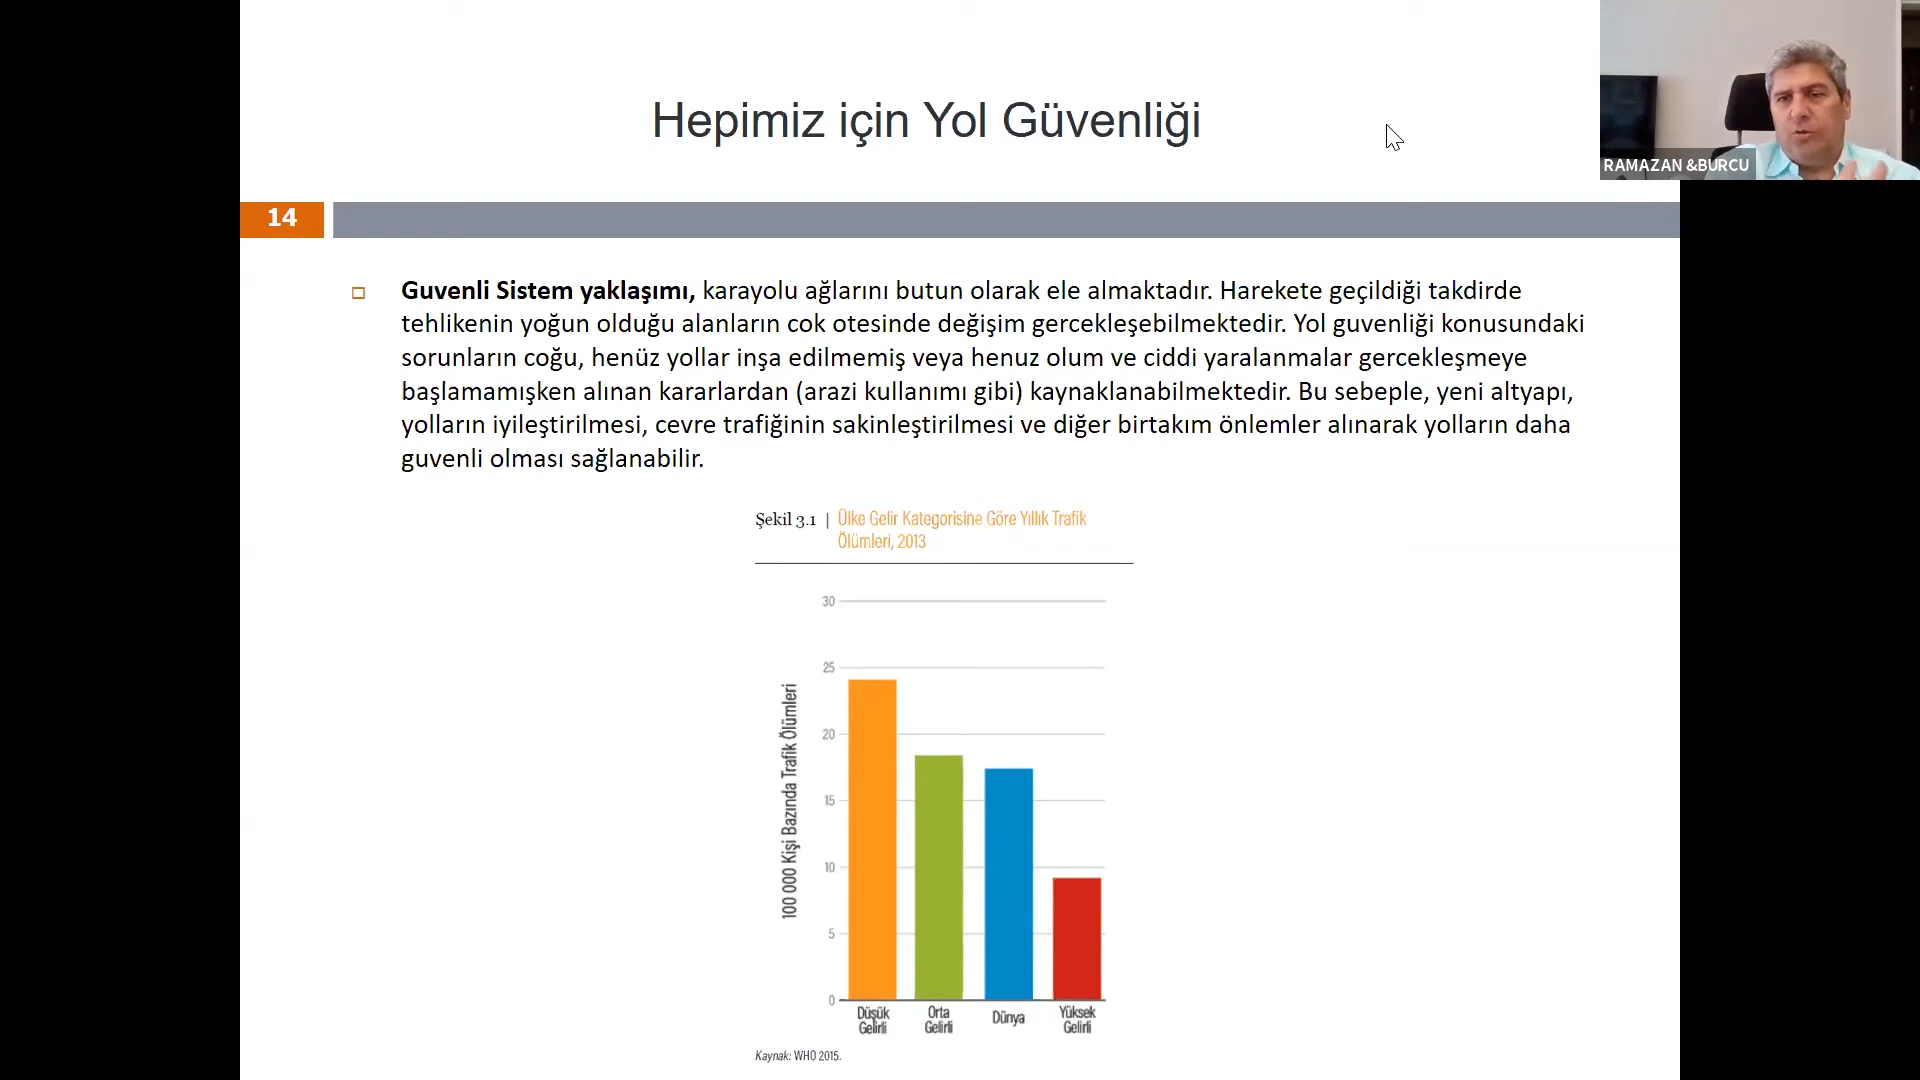 Hepimiz için Yol Güvenliği
RAMAZAN &BURCU
14
Guvenli Sistem yaklaşımı, karayolu ağlarını butun olarak ele almaktadır. Harekete geçildiği takdirde
tehlikenin yoğun olduğu alanların cok otesinde değişim gercekleşebilmektedir. Yol guvenliği konusundaki
sorunların coğu, henüz yollar inşa edilmemiş veya henuz olum ve ciddi yaralanmalar gercekleşmeye
başlamamışken alınan kararlardan (arazi kullanımı gibi) kaynaklanabilmektedir. Bu sebeple, yeni altyapı,
yolların iyileştirilmesi, cevre trafiğinin sakinleştirilmesi ve diğer birtakım önlemler alınarak yolların daha
guvenli olması sağlanabilir.
Şekil 3.1 | Ülke Gelir Kategorisine Göre Yıllık Trafik
Ölümleri, 2013
100 000 Kişi Bazında Trafik Ölümleri
30
25
20
15
10
5
0
Düşük
Gelirli
Orta
Gelirli
Dünya
Yüksek
Gelirli
Kaynak: WHO 2015.